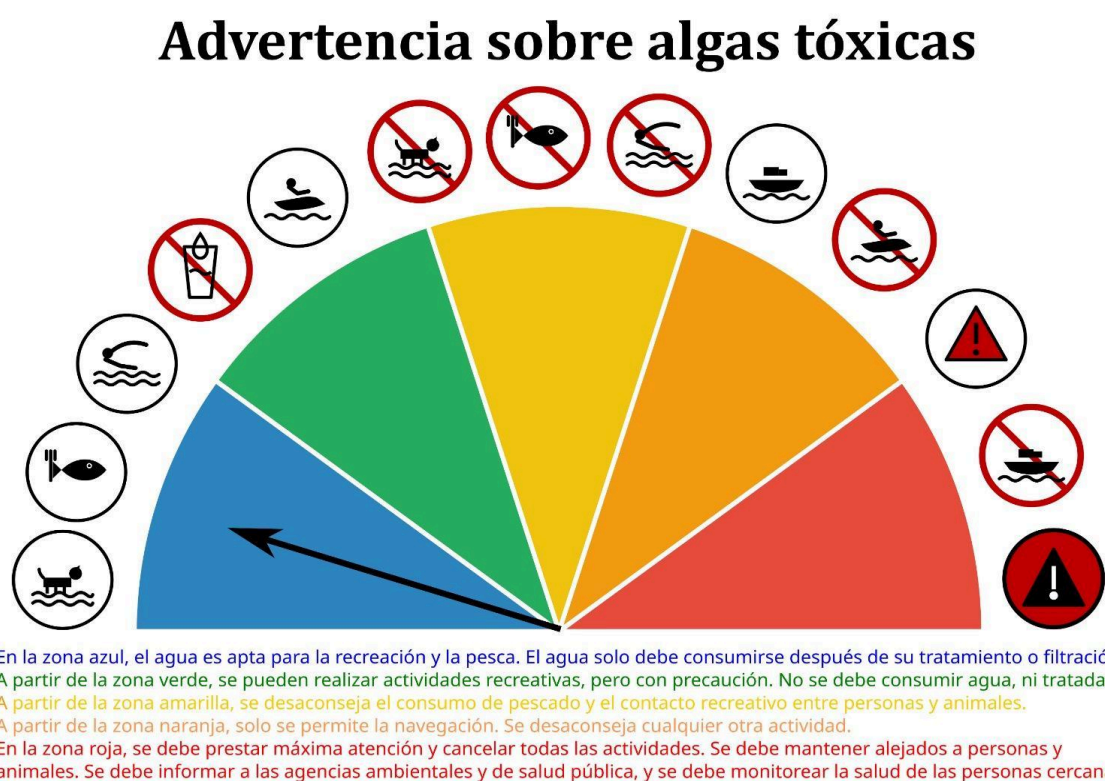 Advertencia sobre algas tóxicas
En la zona azul, el agua es apta para la recreación y la pesca. El agua solo debe consumirse después de su tratamiento o filtració
A partir de la zona verde, se pueden realizar actividades recreativas, pero con precaución. No se debe consumir agua, ni tratada
A partir de la zona amarilla, se desaconseja el consumo de pescado y el contacto recreativo entre personas y animales.
A partir de la zona naranja, solo se permite la navegación. Se desaconseja cualquier otra actividad.
En la zona roja, se debe prestar máxima atención y cancelar todas las actividades. Se debe mantener alejados a personas y
animales. Se debe informar a las agencias ambientales y de salud pública, y se debe monitorear la salud de las personas cercan